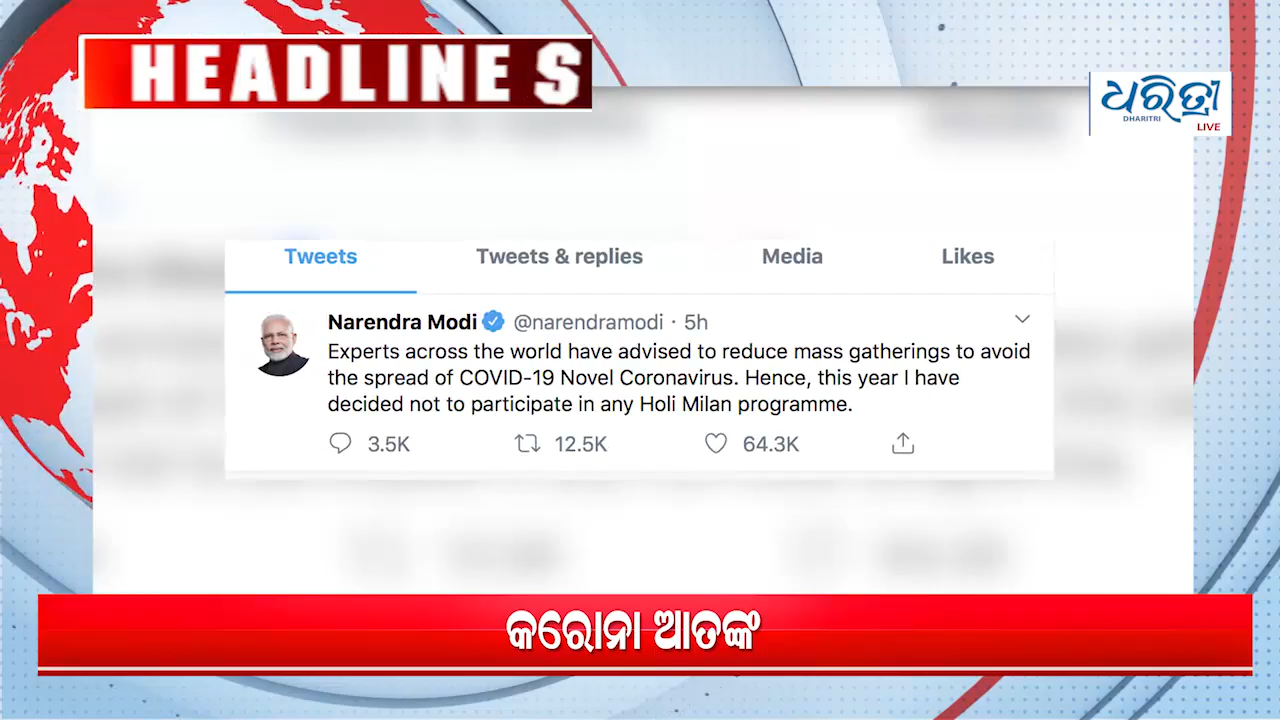 HEADLINE S
ଧରିତ୍ରୀ
DHARITRI
LIVE
Tweets Tweets & replies Media Likes
Narendra Modi @narendramodi · 5h
Experts across the world have advised to reduce mass gatherings to avoid
the spread of COVID-19 Novel Coronavirus. Hence, this year I have
decided not to participate in any Holi Milan programme.
3.5K 12.5K 64.3K
କରୋନା ଆତଙ୍କ